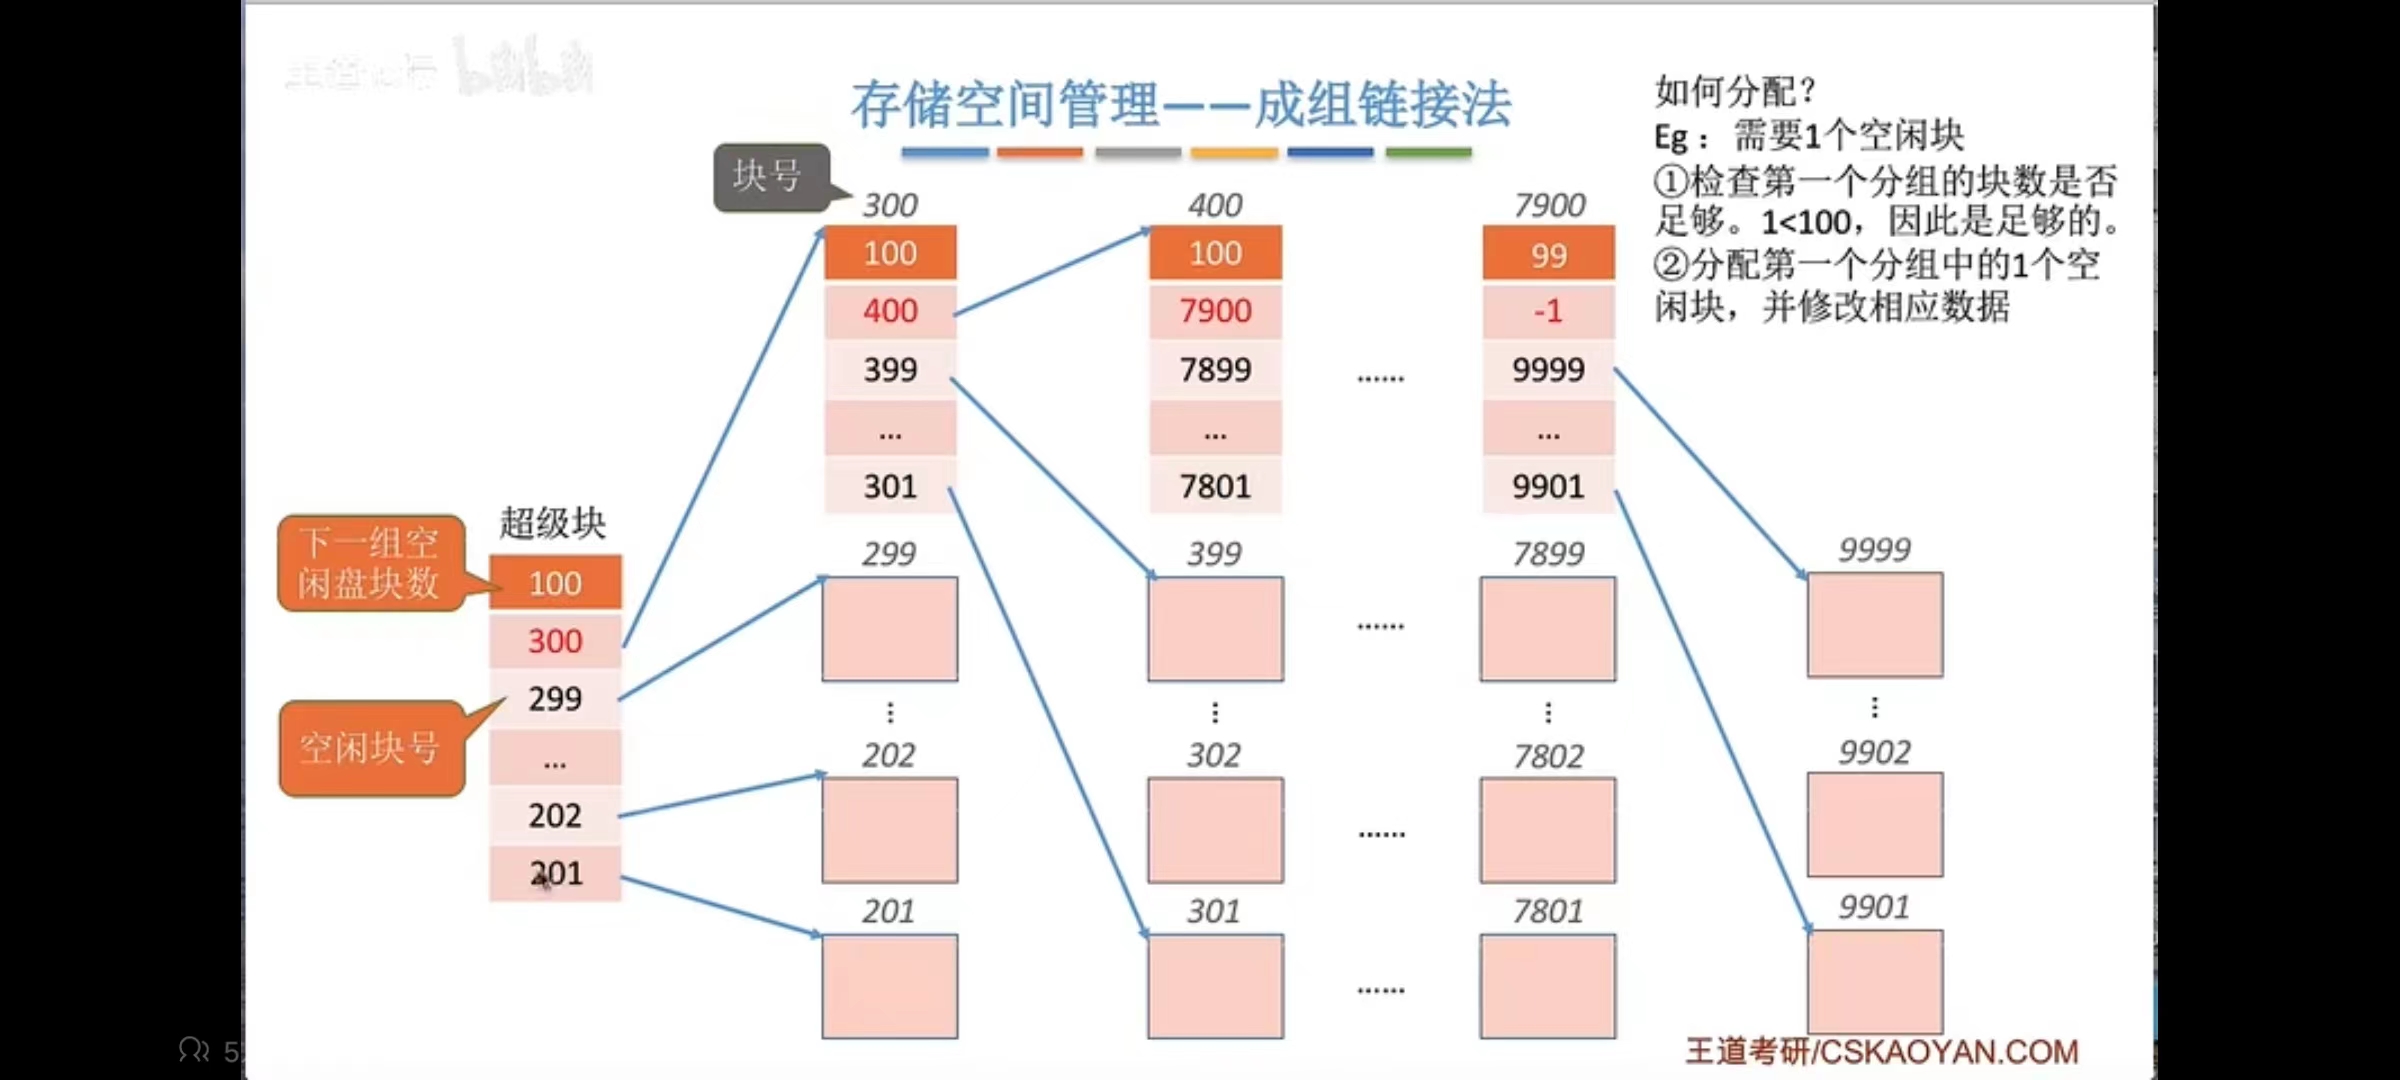 存储空间管理——成组链接法
如何分配?
Eg： 需要1个空闲块
①检查第一个分组的块数是否
足够。1<100，因此是足够的。
②分配第一个分组中的1个空
闲块，并修改相应数据
块号
300
400
7900
100
100
99
400
7900
-1
399
7899
......
9999
...
...
...
301
7801
9901
超级块
下一组空
闲盘块数
100
300
空闲块号
299
...
202
201
299
399
7899
9999
......
202
302
7802
9902
......
201
301
7801
9901
......
王道考研/CSKAOYAN.COM
bilibili
5